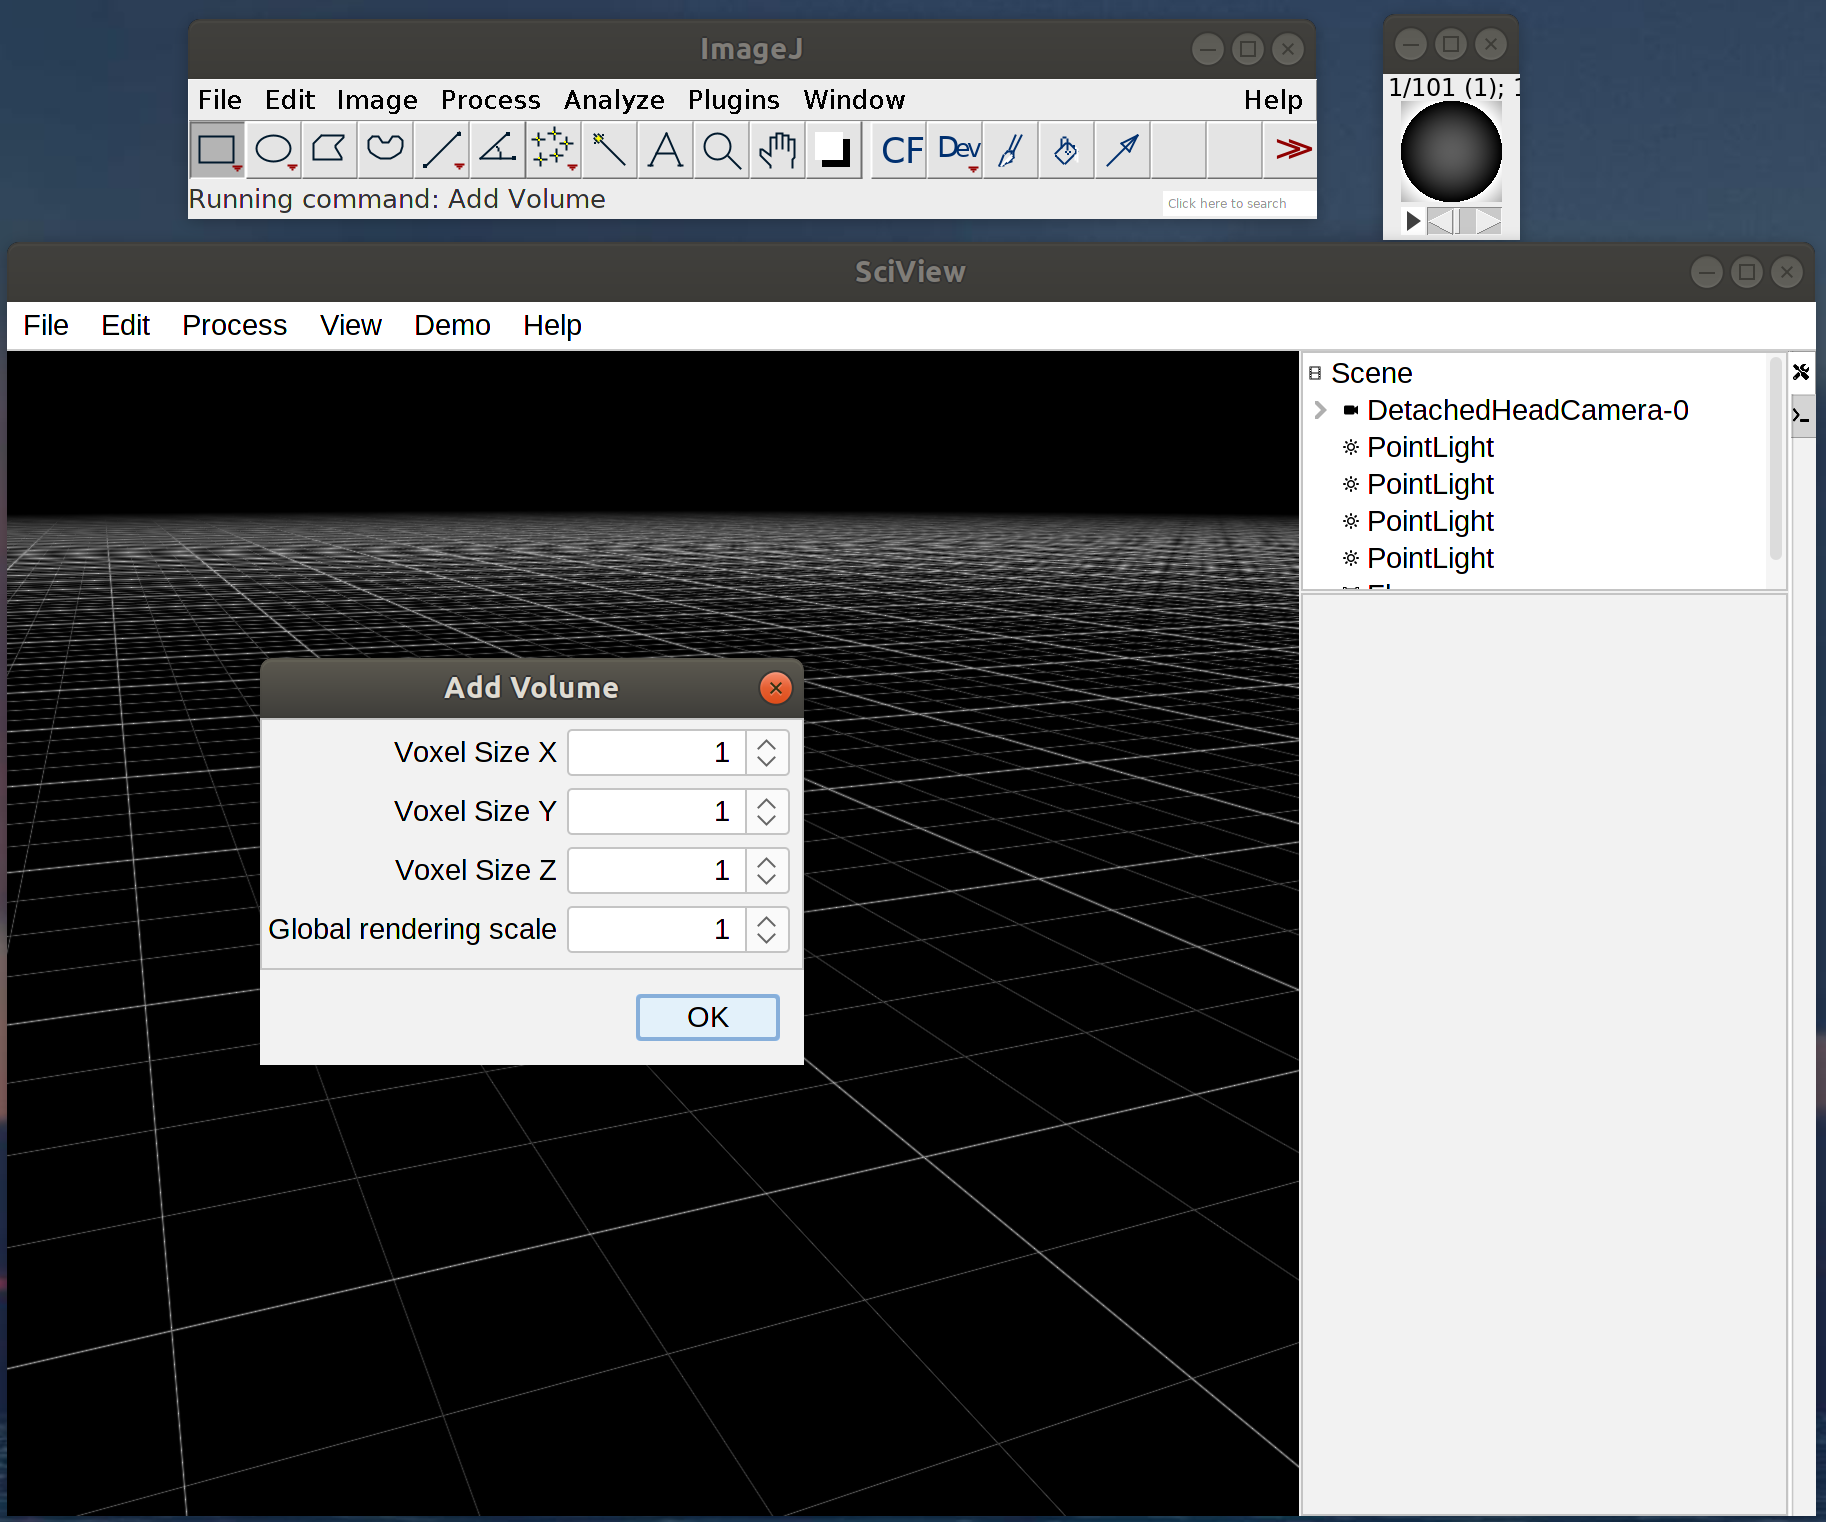 ImageJ
File Edit Image Process Analyze Plugins Window Help
CF Dev
Running command: Add Volume
Click here to search
1/101 (1);
SciView
File Edit Process View Demo Help
Scene
DetachedHeadCamera-0
PointLight
PointLight
PointLight
PointLight
Add Volume
Voxel Size X 1
Voxel Size Y 1
Voxel Size Z 1
Global rendering scale 1
OK